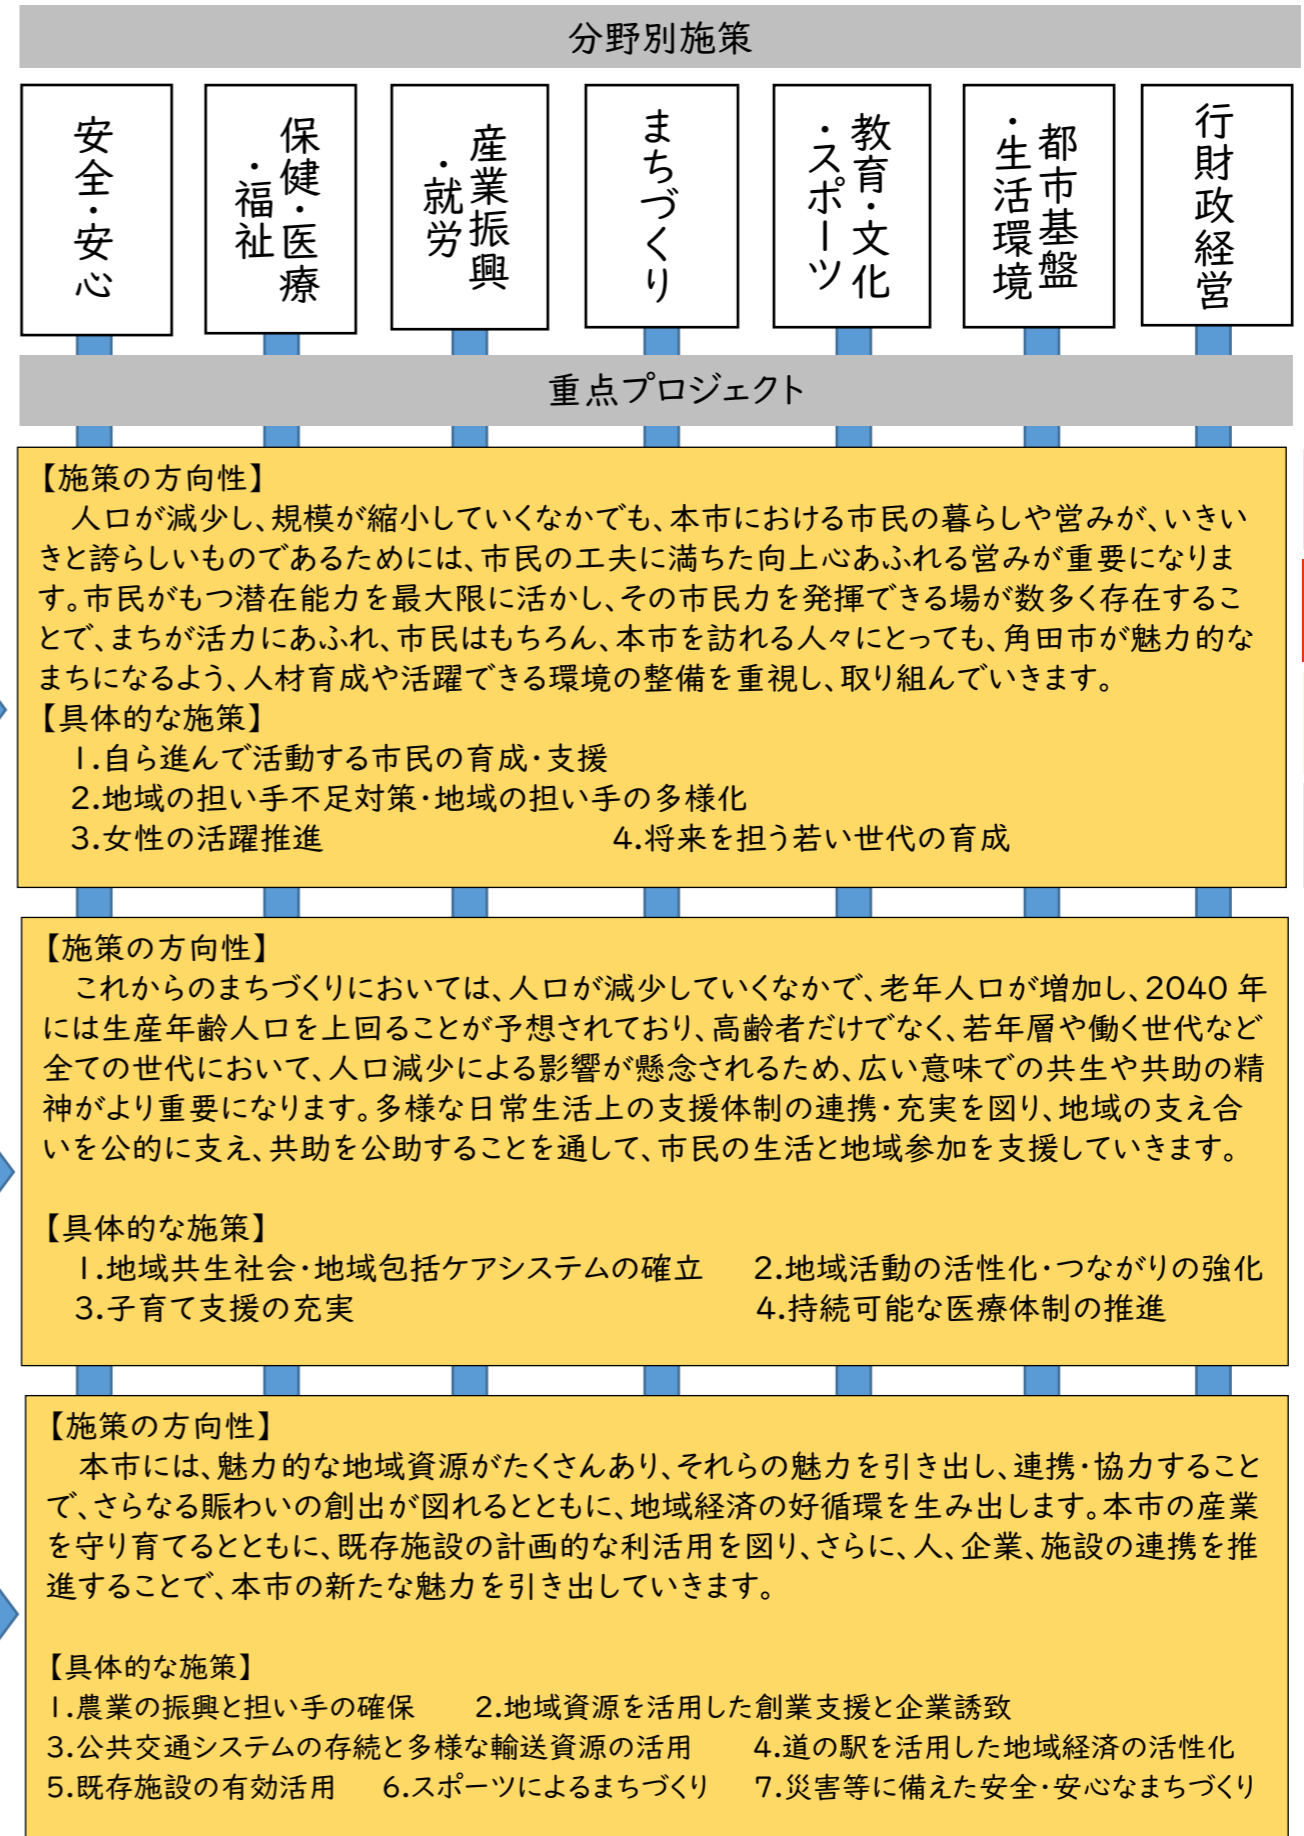 分野別施策
安全・安心
保健・医療
・福祉
産業振興
・就労
まちづくり
教育・文化
・スポーツ
都市基盤
・生活環境
行財政経営
重点プロジェクト
【施策の方向性】
人口が減少し、規模が縮小していくなかでも、本市における市民の暮らしや営みが、いきい
きと誇らしいものであるためには、市民の工夫に満ちた向上心あふれる営みが重要になりま
す。市民がもつ潜在能力を最大限に活かし、その市民力を発揮できる場が数多く存在するこ
とで、まちが活力にあふれ、市民はもちろん、本市を訪れる人々にとっても、角田市が魅力的な
まちになるよう、人材育成や活躍できる環境の整備を重視し、取り組んでいきます。
【具体的な施策】
1.自ら進んで活動する市民の育成・支援
2.地域の担い手不足対策・地域の担い手の多様化
3.女性の活躍推進 4.将来を担う若い世代の育成
【施策の方向性】
これからのまちづくりにおいては、人口が減少していくなかで、老年人口が増加し、2040 年
には生産年齢人口を上回ることが予想されており、高齢者だけでなく、若年層や働く世代など
全ての世代において、人口減少による影響が懸念されるため、広い意味での共生や共助の精
神がより重要になります。多様な日常生活上の支援体制の連携・充実を図り、地域の支え合
いを公的に支え、共助を公助することを通して、市民の生活と地域参加を支援していきます。
【具体的な施策】
1.地域共生社会・地域包括ケアシステムの確立 2.地域活動の活性化・つながりの強化
3.子育て支援の充実 4.持続可能な医療体制の推進
【施策の方向性】
本市には、魅力的な地域資源がたくさんあり、それらの魅力を引き出し、連携・協力すること
で、さらなる賑わいの創出が図れるとともに、地域経済の好循環を生み出します。本市の産業
を守り育てるとともに、既存施設の計画的な利活用を図り、さらに、人、企業、施設の連携を推
進することで、本市の新たな魅力を引き出していきます。
【具体的な施策】
1.農業の振興と担い手の確保 2.地域資源を活用した創業支援と企業誘致
3.公共交通システムの存続と多様な輸送資源の活用 4.道の駅を活用した地域経済の活性化
5.既存施設の有効活用 6.スポーツによるまちづくり 7.災害等に備えた安全・安心なまちづくり